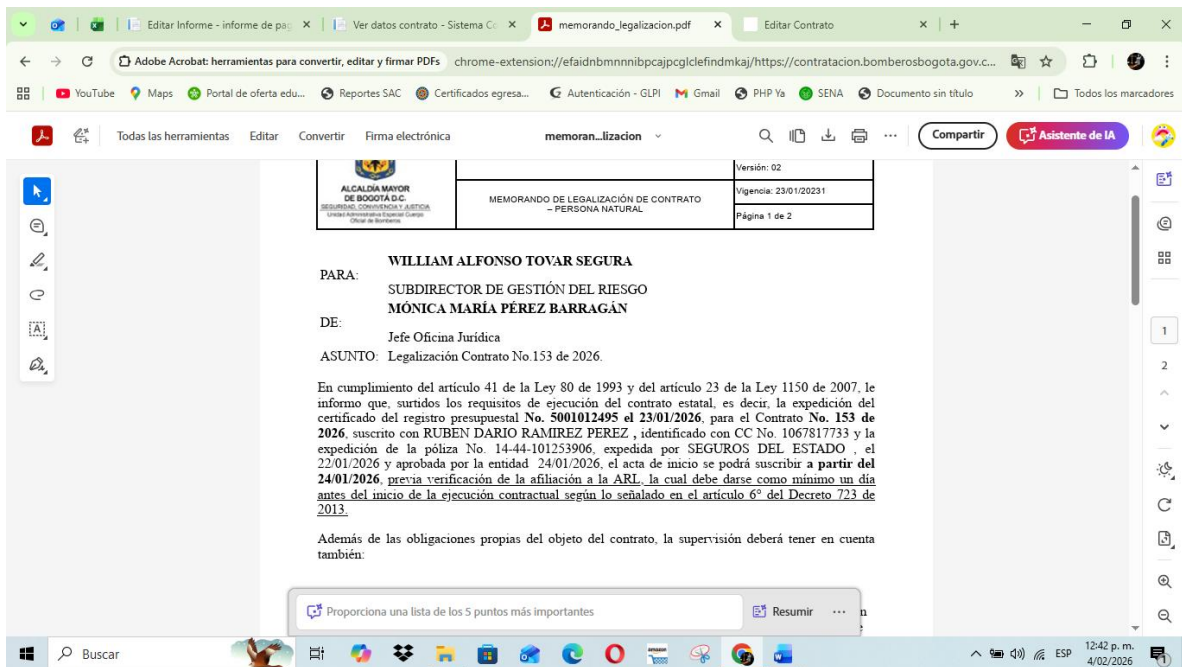 Editar Informe - informe de pag
Ver datos contrato - Sistema Co
memorando_legalizacion.pdf
Editar Contrato
Adobe Acrobat: herramientas para convertir, editar y firmar PDFs
chrome-extension://efaidnbmnnnibpcajpcglclefindmkaj/https://contratacion.bomberosbogota.gov.c...
YouTube
Maps
Portal de oferta edu...
Reportes SAC
Certificados egresa...
Autenticación - GLPI
Gmail
PHP Ya
SENA
Documento sin título
»
Todos los marcadores
Todas las herramientas
Editar
Convertir
Firma electrónica
memoran...lizacion
Compartir
Asistente de IA
ALCALDÍA MAYOR
DE BOGOTÁ D.C.
SEGURIDAD, CONVIVENCIA Y JUSTICIA
Unidad Administrativa Especial Cuerpo
Oficial de Bomberos
MEMORANDO DE LEGALIZACIÓN DE CONTRATO
– PERSONA NATURAL
Versión: 02
Vigencia: 23/01/20231
Página 1 de 2
PARA:
WILLIAM ALFONSO TOVAR SEGURA
SUBDIRECTOR DE GESTIÓN DEL RIESGO
DE:
MÓNICA MARÍA PÉREZ BARRAGÁN
Jefe Oficina Jurídica
ASUNTO: Legalización Contrato No.153 de 2026.
En cumplimiento del artículo 41 de la Ley 80 de 1993 y del artículo 23 de la Ley 1150 de 2007, le
informo que, surtidos los requisitos de ejecución del contrato estatal, es decir, la expedición del
certificado del registro presupuestal No. 5001012495 el 23/01/2026, para el Contrato No. 153 de
2026, suscrito con RUBEN DARIO RAMIREZ PEREZ , identificado con CC No. 1067817733 y la
expedición de la póliza No. 14-44-101253906, expedida por SEGUROS DEL ESTADO , el
22/01/2026 y aprobada por la entidad 24/01/2026, el acta de inicio se podrá suscribir a partir del
24/01/2026, previa verificación de la afiliación a la ARL, la cual debe darse como mínimo un día
antes del inicio de la ejecución contractual según lo señalado en el artículo 6° del Decreto 723 de
2013.
Además de las obligaciones propias del objeto del contrato, la supervisión deberá tener en cuenta
también:
Proporciona una lista de los 5 puntos más importantes
Resumir
1
2
Buscar
ESP
12:42 p. m.
4/02/2026